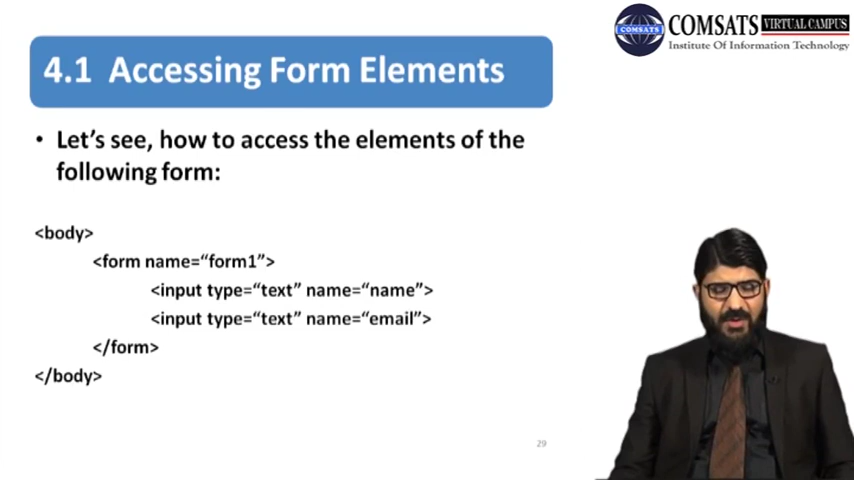 COMSATS
COMSATS VIRTUAL CAMPUS
Institute Of Information Technology
4.1 Accessing Form Elements
• Let’s see, how to access the elements of the
following form:
<body>
<form name=“form1”>
<input type=“text” name=“name”>
<input type=“text” name=“email”>
</form>
</body>
29